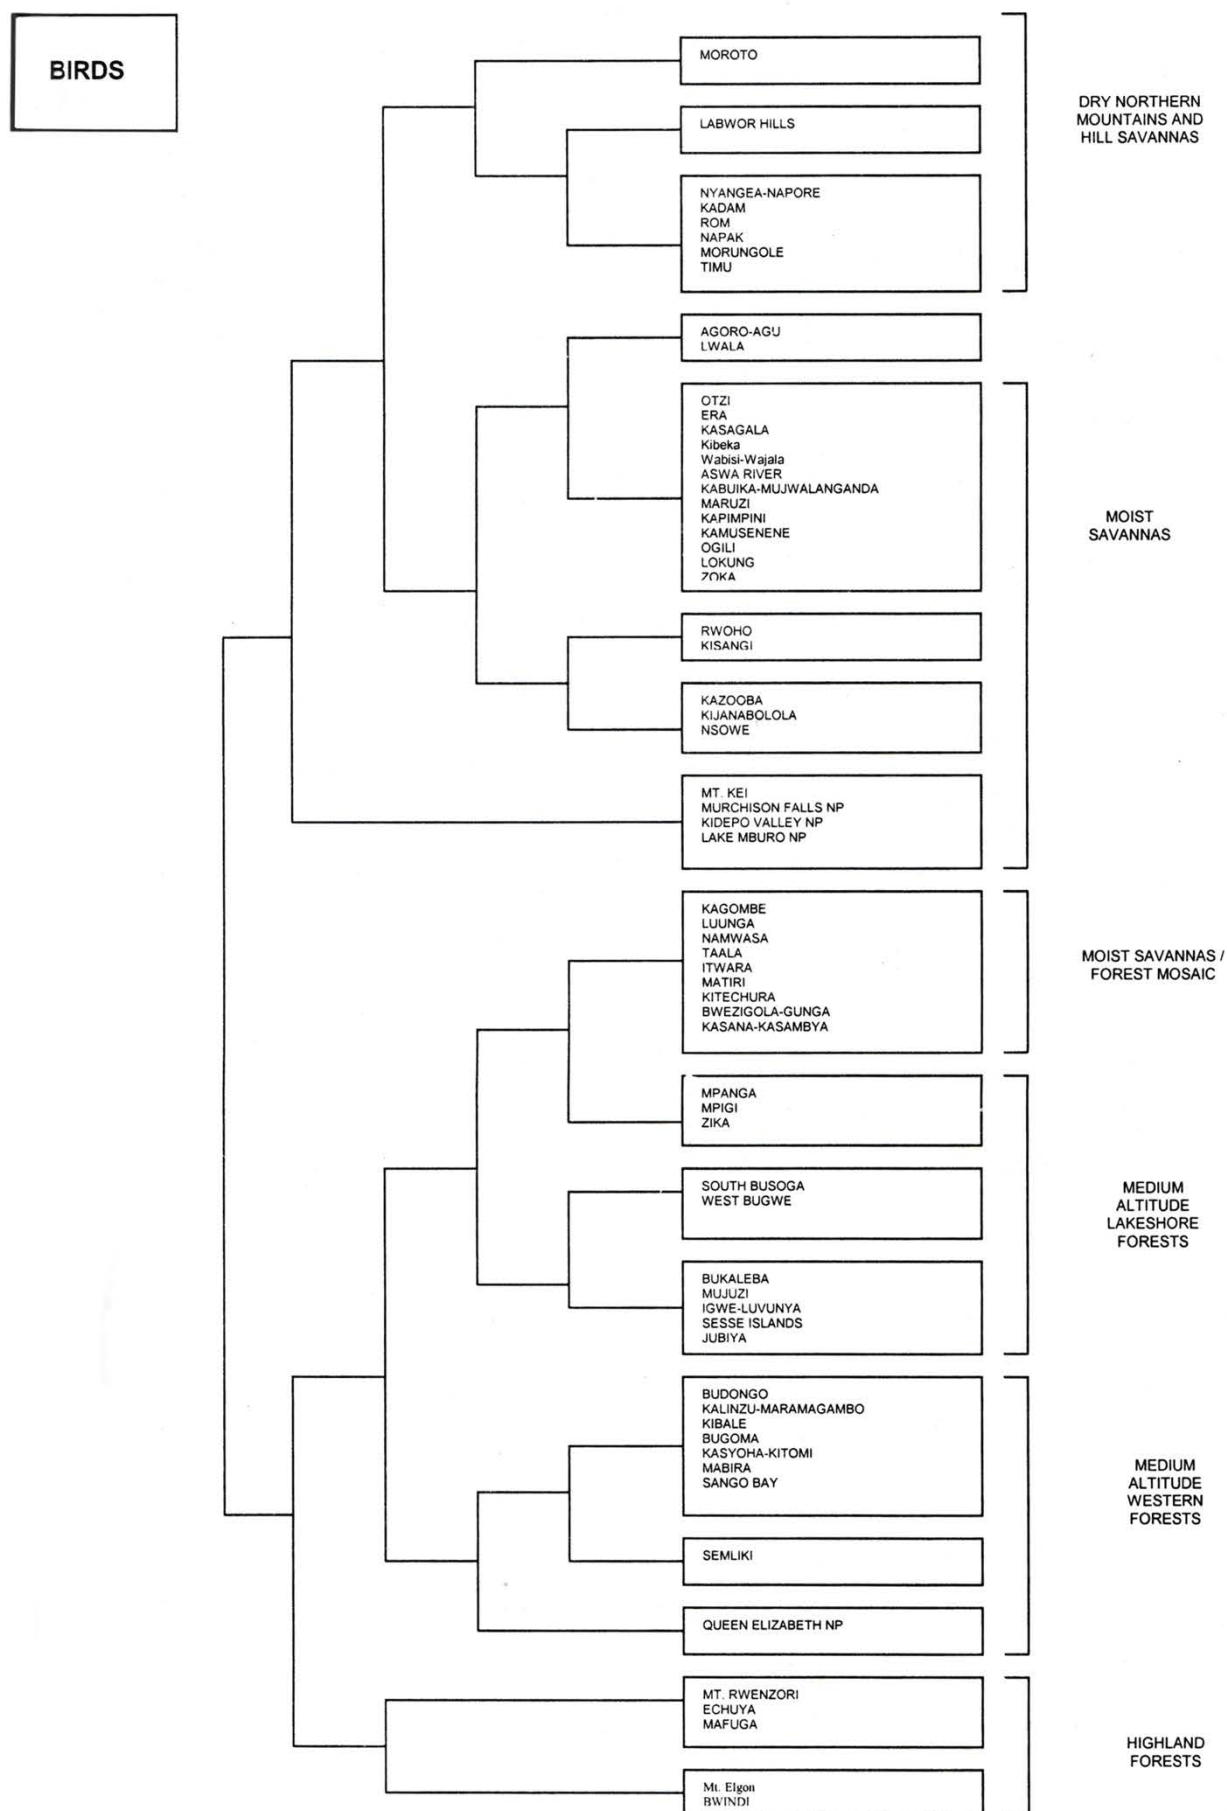 BIRDS
MOROTO
LABWOR HILLS
NYANGEA-NAPORE
KADAM
ROM
NAPAK
MORUNGOLE
TIMU
DRY NORTHERN
MOUNTAINS AND
HILL SAVANNAS
AGORO-AGU
LWALA
OTZI
ERA
KASAGALA
Kibeka
Wabisi-Wajala
ASWA RIVER
KABUIKA-MUJWALANGANDA
MARUZI
KAPIMPINI
KAMUSENENE
OGILI
LOKUNG
ZOKA
RWOHO
KISANGI
KAZOOBA
KIJANABOLOLA
NSOWE
MT. KEI
MURCHISON FALLS NP
KIDEPO VALLEY NP
LAKE MBURO NP
MOIST
SAVANNAS
KAGOMBE
LUUNGA
NAMWASA
TAALA
ITWARA
MATIRI
KITECHURA
BWEZIGOLA-GUNGA
KASANA-KASAMBYA
MOIST SAVANNAS /
FOREST MOSAIC
MPANGA
MPIGI
ZIKA
SOUTH BUSOGA
WEST BUGWE
BUKALEBA
MUJUZI
IGWE-LUVUNYA
SESSE ISLANDS
JUBIYA
MEDIUM
ALTITUDE
LAKESHORE
FORESTS
BUDONGO
KALINZU-MARAMAGAMBO
KIBALE
BUGOMA
KASYOHA-KITOMI
MABIRA
SANGO BAY
SEMLIKI
QUEEN ELIZABETH NP
MEDIUM
ALTITUDE
WESTERN
FORESTS
MT. RWENZORI
ECHUYA
MAFUGA
Mt. Elgon
BWINDI
HIGHLAND
FORESTS